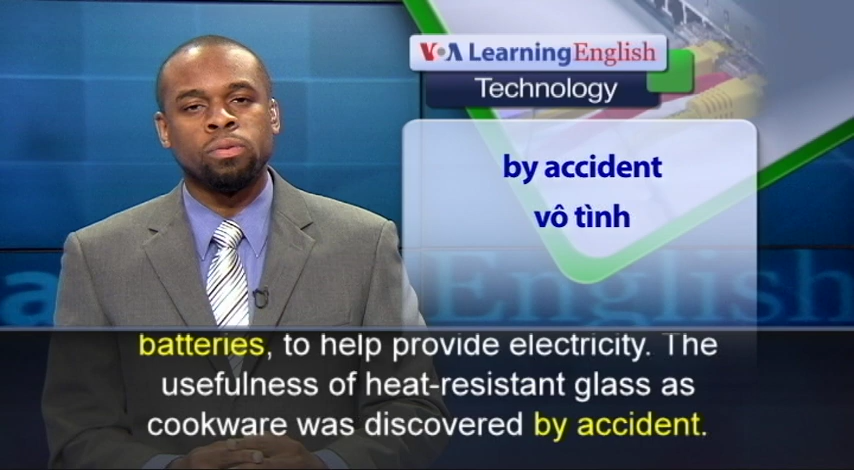 VOA Learning English
Technology
by accident
vô tình
English
batteries, to help provide electricity. The
usefulness of heat-resistant glass as
cookware was discovered by accident.